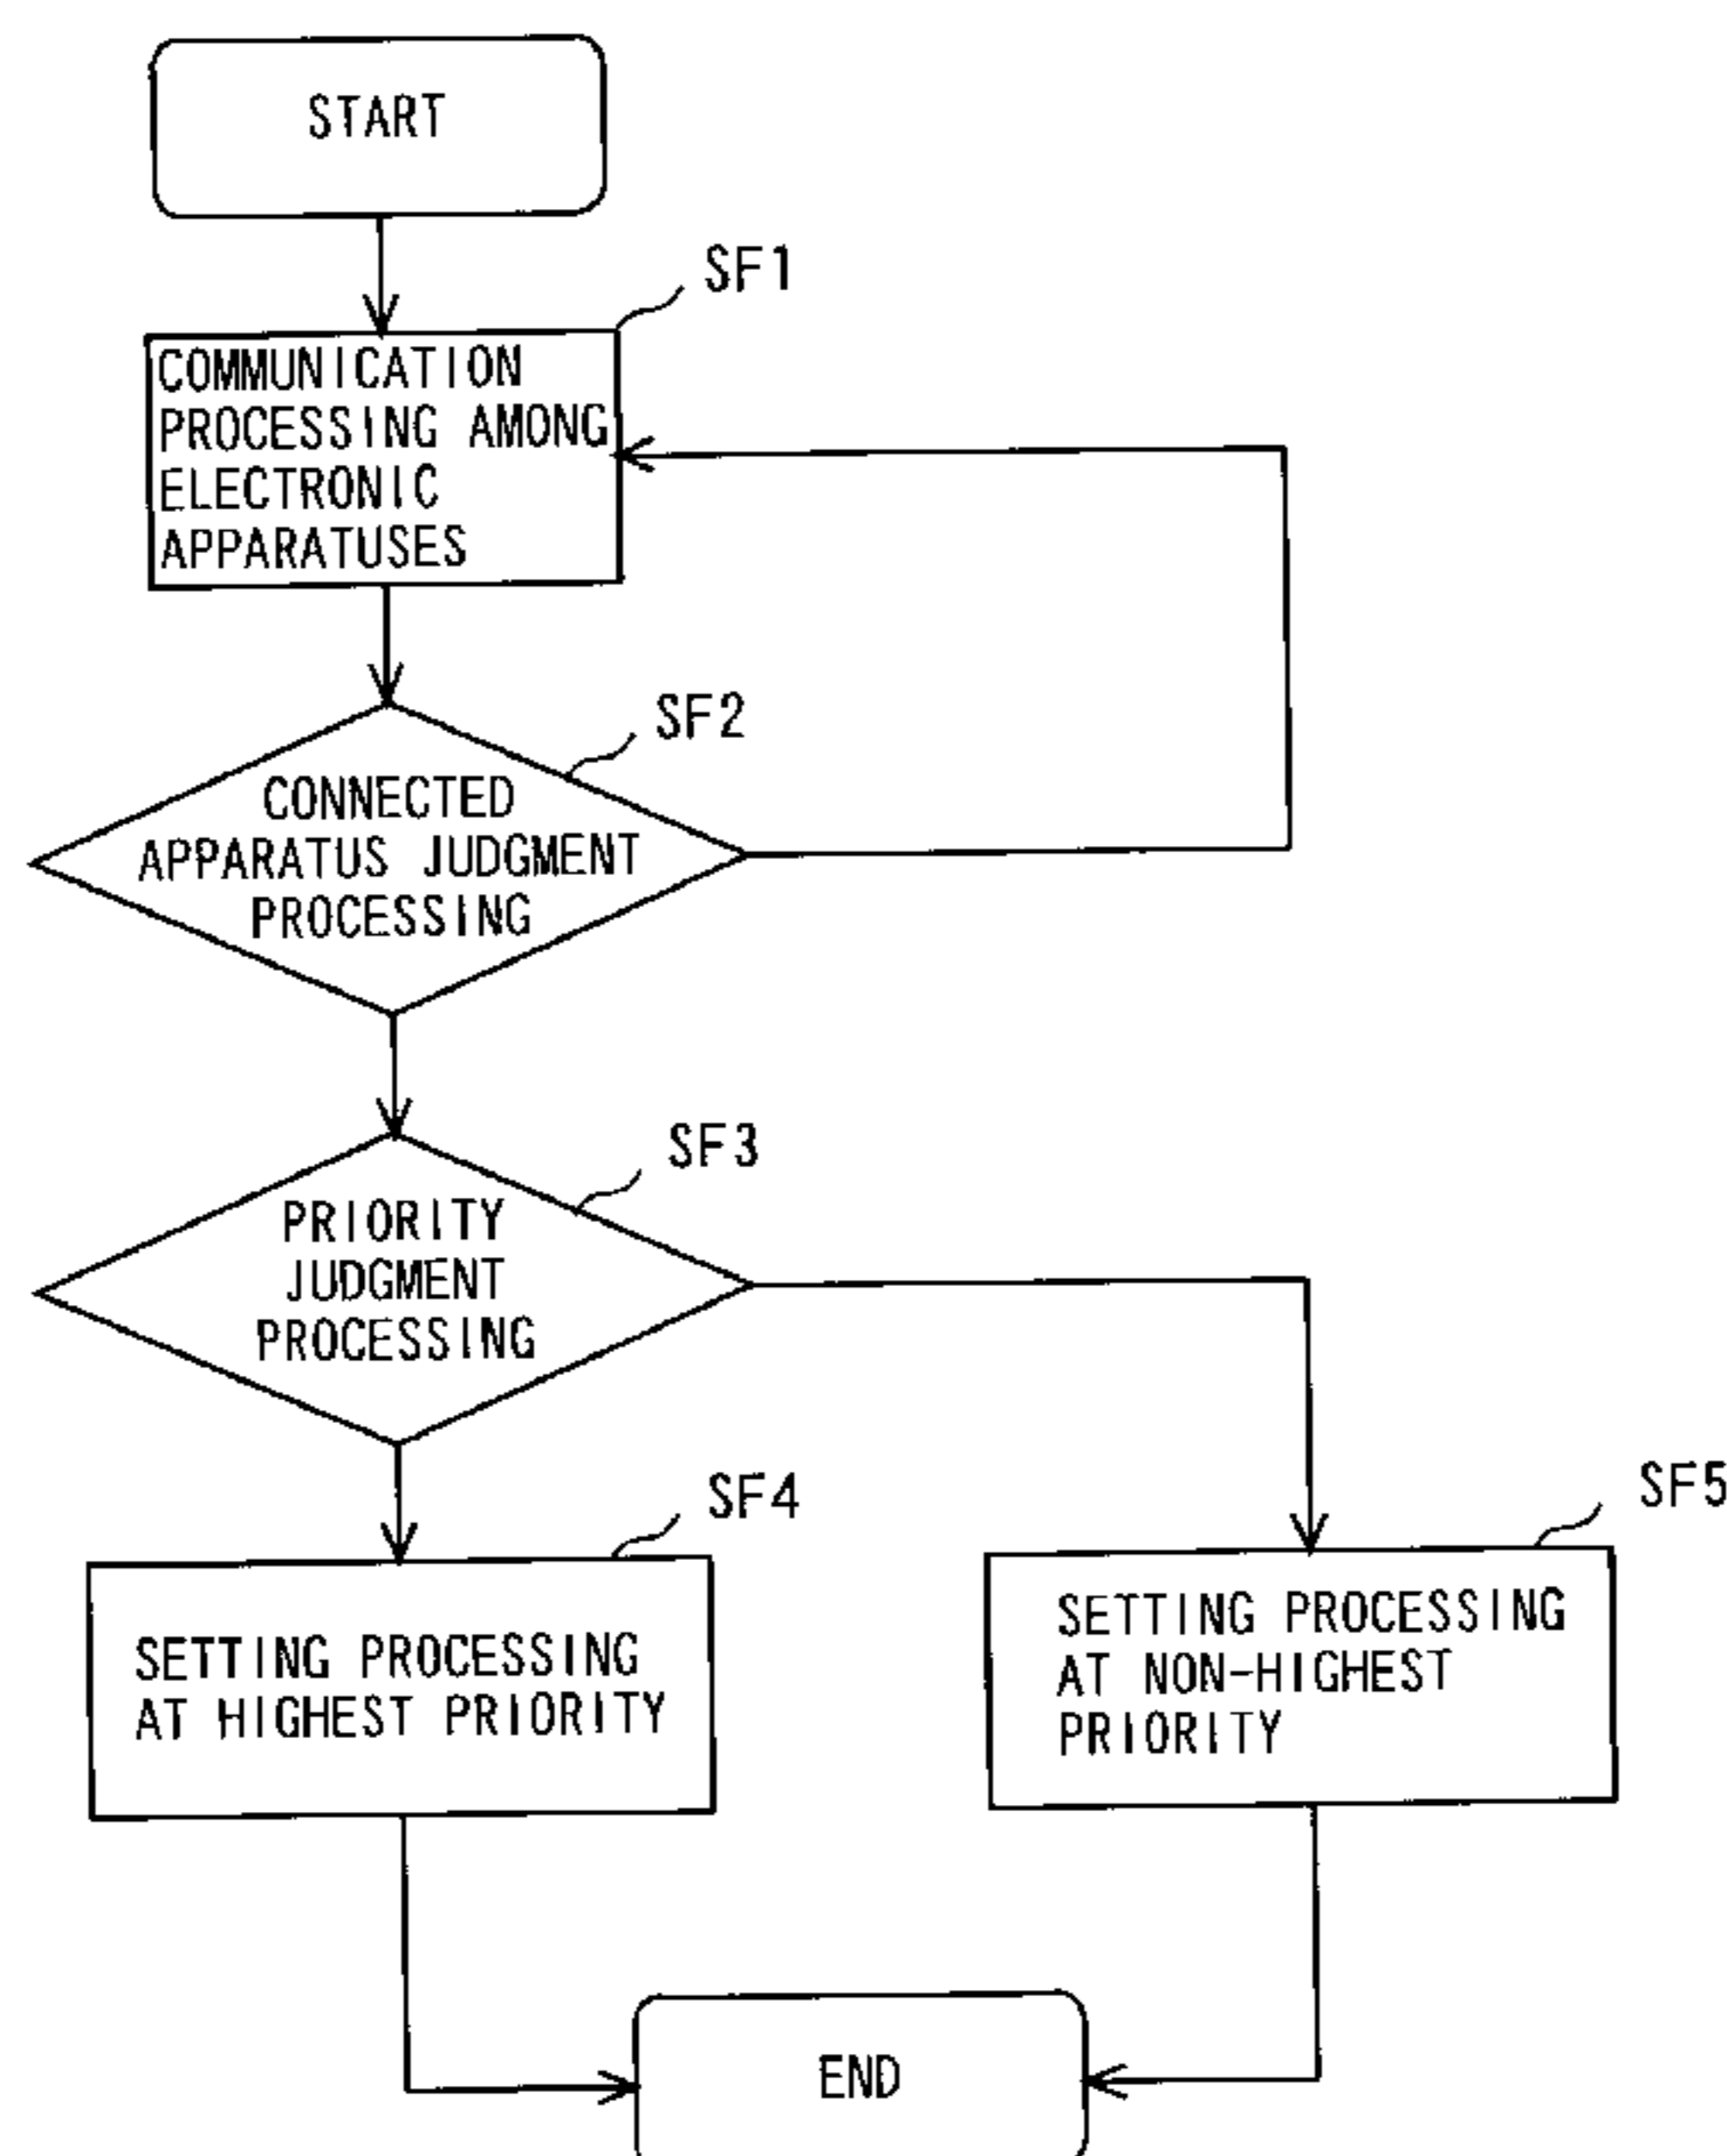 START
SF1
COMMUNICATION
PROCESSING AMONG
ELECTRONIC
APPARATUSES
SF2
CONNECTED
APPARATUS JUDGMENT
PROCESSING
SF3
PRIORITY
JUDGMENT
PROCESSING
SF4
SETTING PROCESSING
AT HIGHEST PRIORITY
SF5
SETTING PROCESSING
AT NON-HIGHEST
PRIORITY
END